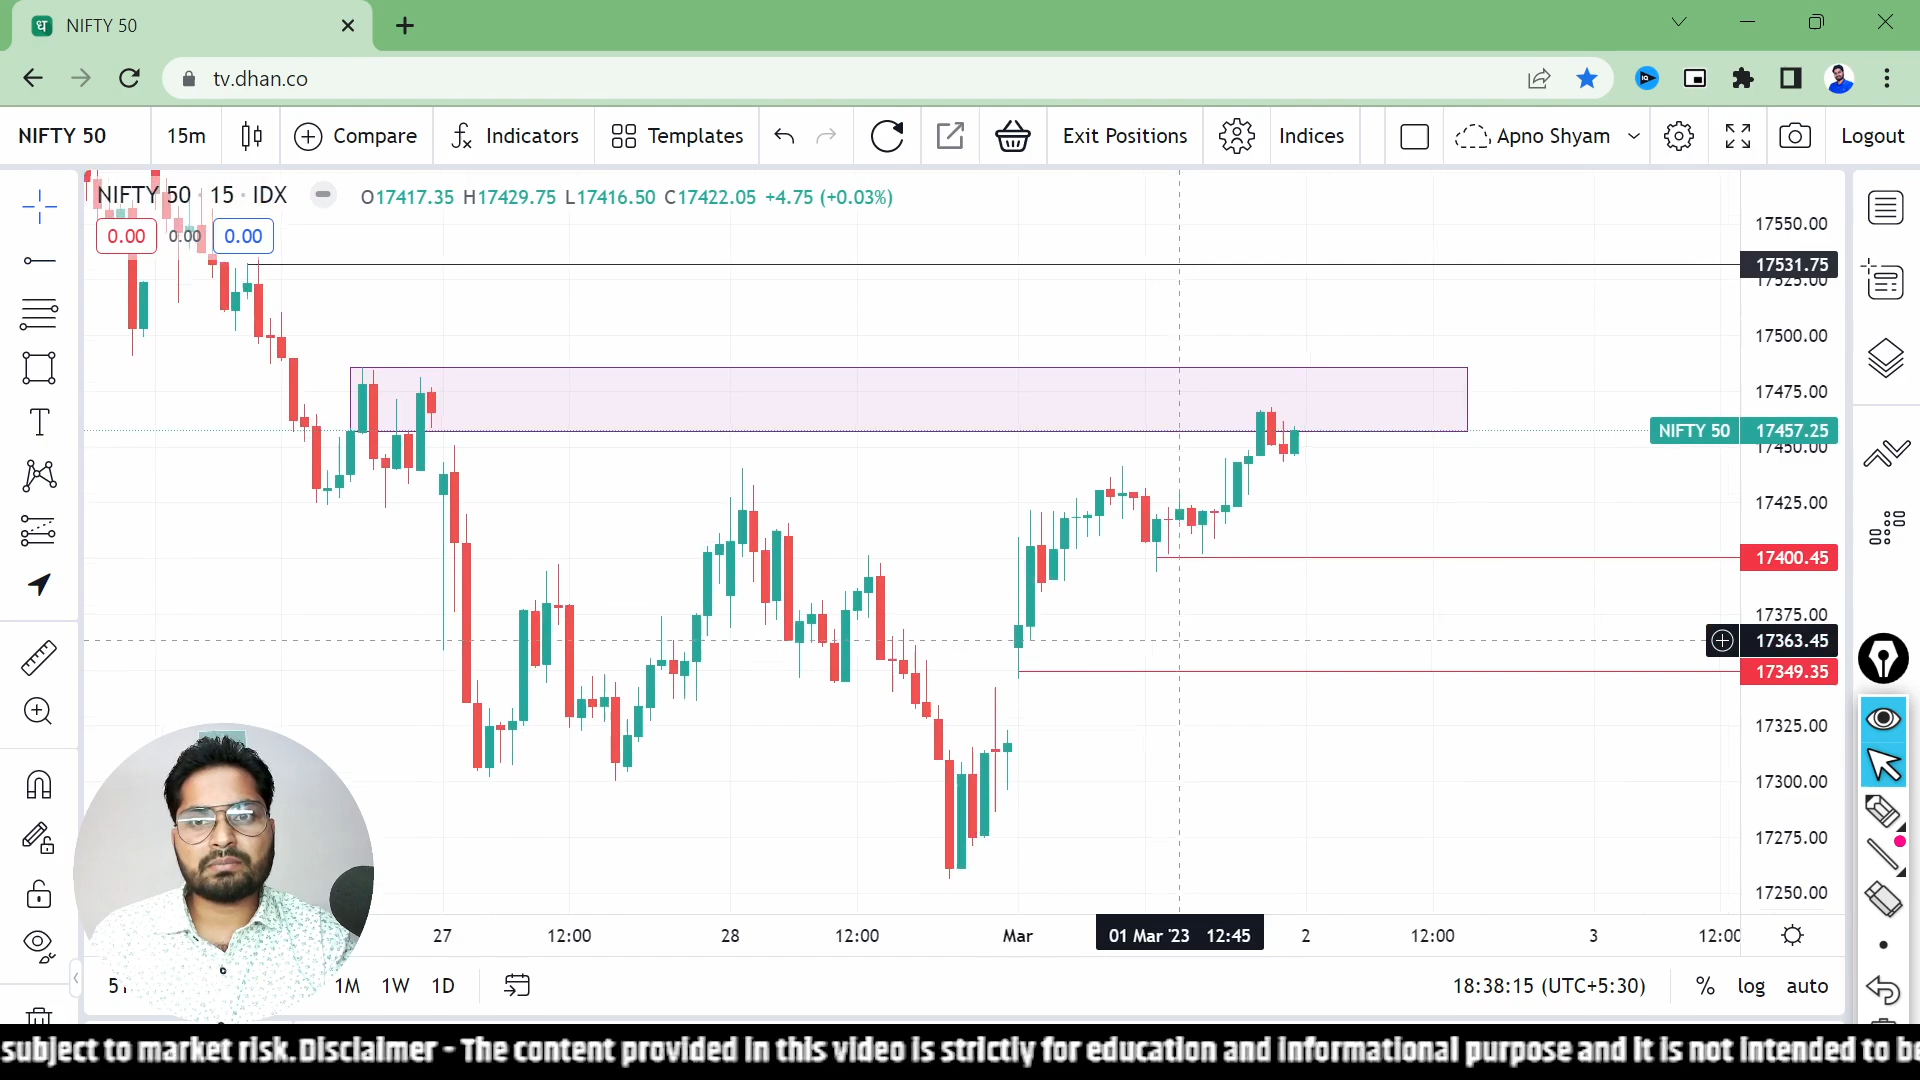 ध NIFTY 50
tv.dhan.co
NIFTY 50 15m Compare Indicators Templates Exit Positions Indices Apno Shyam Logout
NIFTY 50 · 15 · IDX O17417.35 H17429.75 L17416.50 C17422.05 +4.75 (+0.03%)
0.00 0.00 0.00
17550.00
17531.75
17525.00
17500.00
17475.00
NIFTY 50 17457.25
17450.00
17425.00
17400.45
17375.00
17363.45
17349.35
17325.00
17300.00
17275.00
17250.00
27 12:00 28 12:00 Mar 01 Mar '23 12:45 2 12:00 3 12:00
1M 1W 1D 18:38:15 (UTC+5:30) % log auto
subject to market risk.Disclaimer - The content provided in this video is strictly for education and informational purpose and it is not intended to be